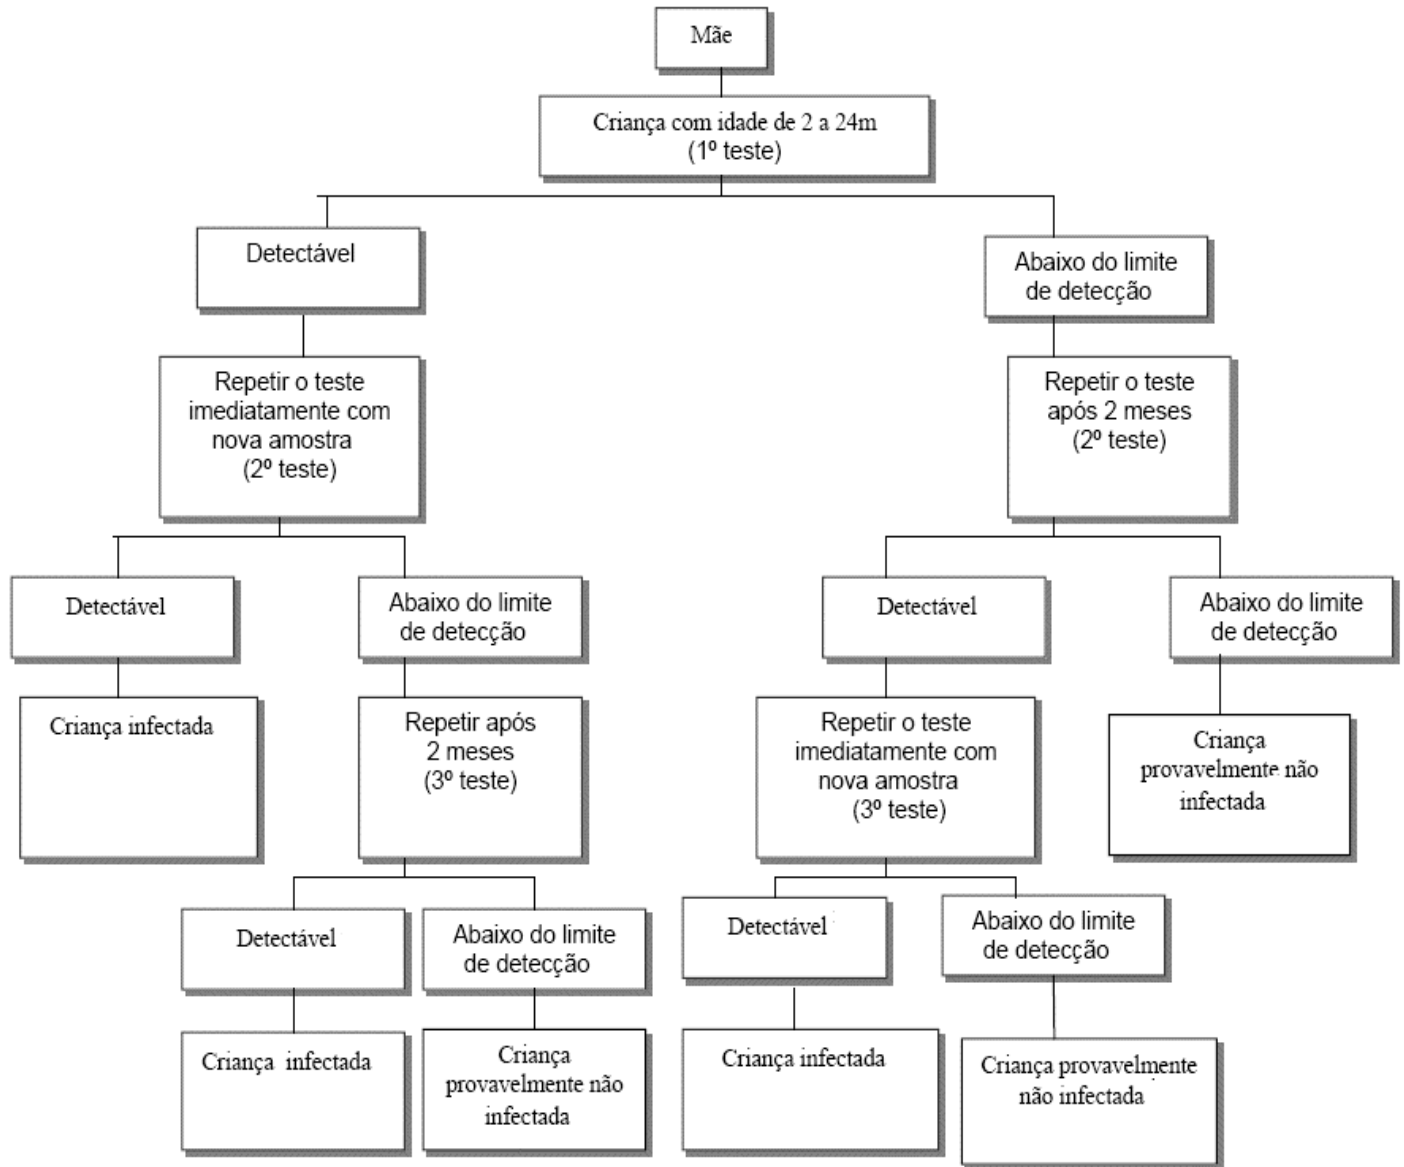 Mãe
Criança com idade de 2 a 24m
(1º teste)
Detectável
Abaixo do limite
de detecção
Repetir o teste
imediatamente com
nova amostra
(2º teste)
Repetir o teste
após 2 meses
(2º teste)
Detectável
Abaixo do limite
de detecção
Detectável
Abaixo do limite
de detecção
Criança infectada
Repetir após
2 meses
(3º teste)
Repetir o teste
imediatamente com
nova amostra
(3º teste)
Criança
provavelmente não
infectada
Detectável
Abaixo do limite
de detecção
Detectável
Abaixo do limite
de detecção
Criança infectada
Criança
provavelmente não
infectada
Criança infectada
Criança provavelmente
não infectada